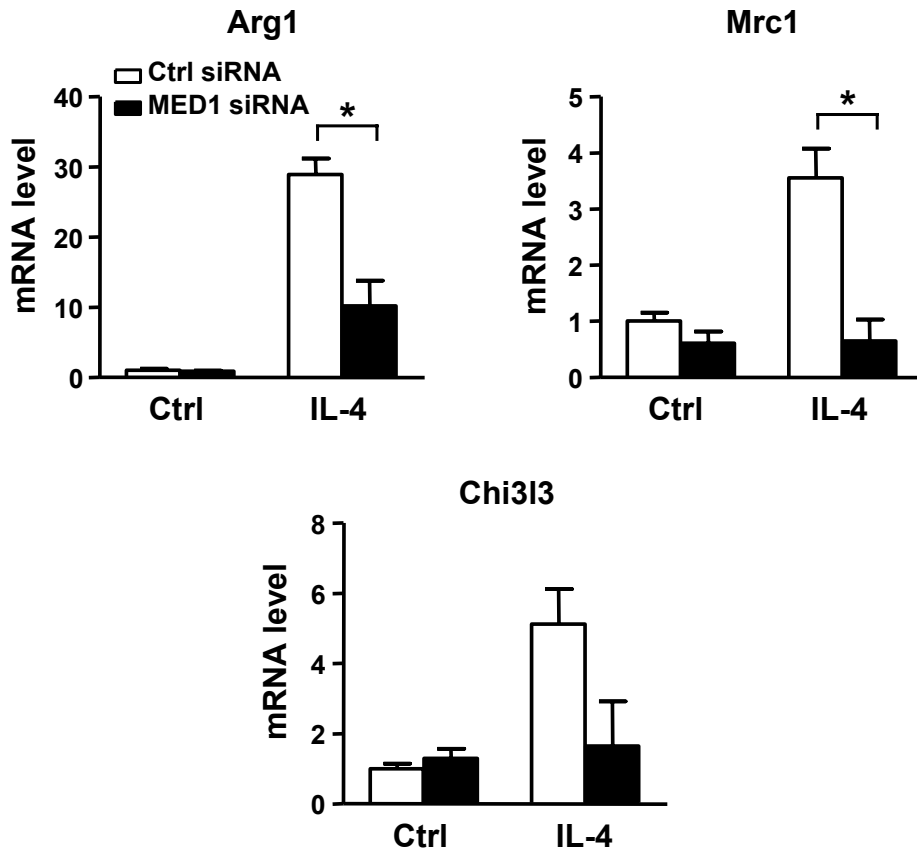 Arg1
Ctrl siRNA
MED1 siRNA
mRNA level
40
30
20
10
0
Ctrl IL-4
*
Mrc1
mRNA level
5
4
3
2
1
0
Ctrl IL-4
*
Chi3l3
mRNA level
8
6
4
2
0
Ctrl IL-4